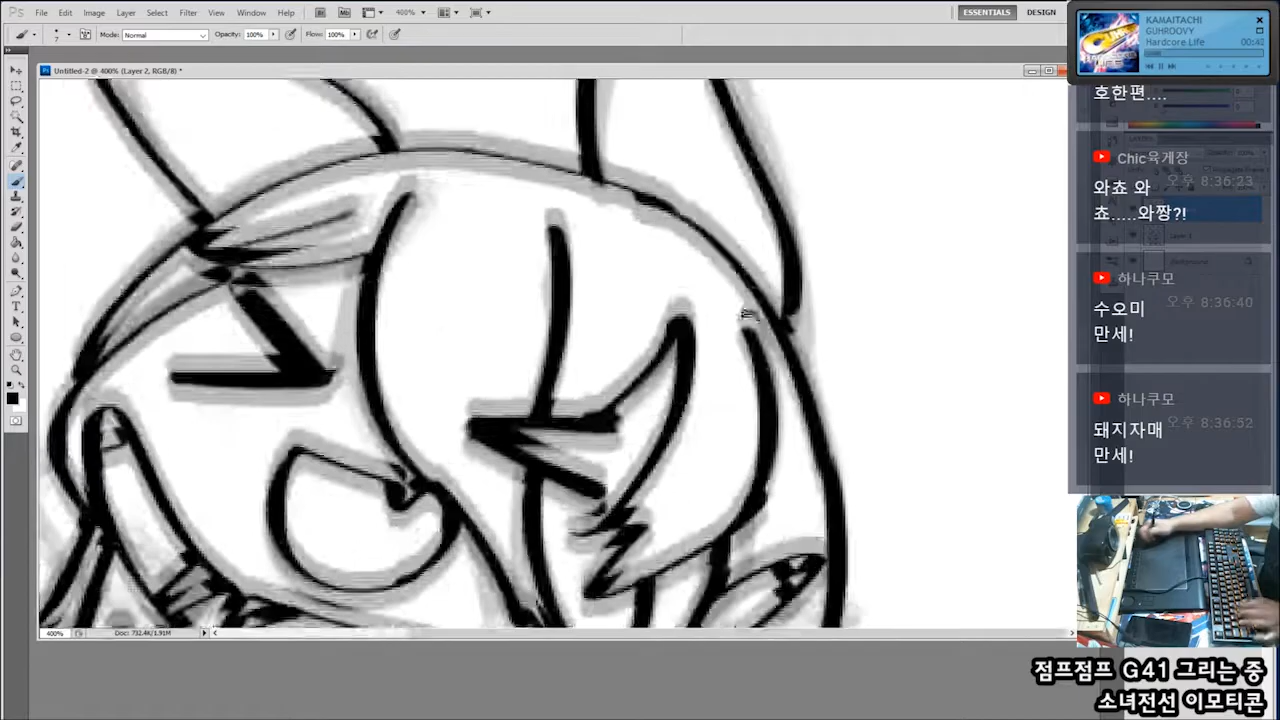 Ps File Edit Image Layer Select Filter View Window Help
400%
ESSENTIALS DESIGN
Mode: Normal Opacity: 100% Flow: 100%
Untitled-2 @ 400% (Layer 2, RGB/8) *
KAMAITACHI
GUHROOVY
Hardcore Life 00:42
호한편....
Chic육게장
오후 8:36:23
와쵸 와
쵸.....와짱?!
하나쿠모
오후 8:36:40
수오미
만세!
하나쿠모
오후 8:36:52
돼지자매
만세!
400% Doc: 732.4K/1.91M
점프점프 G41 그리는 중
소녀전선 이모티콘